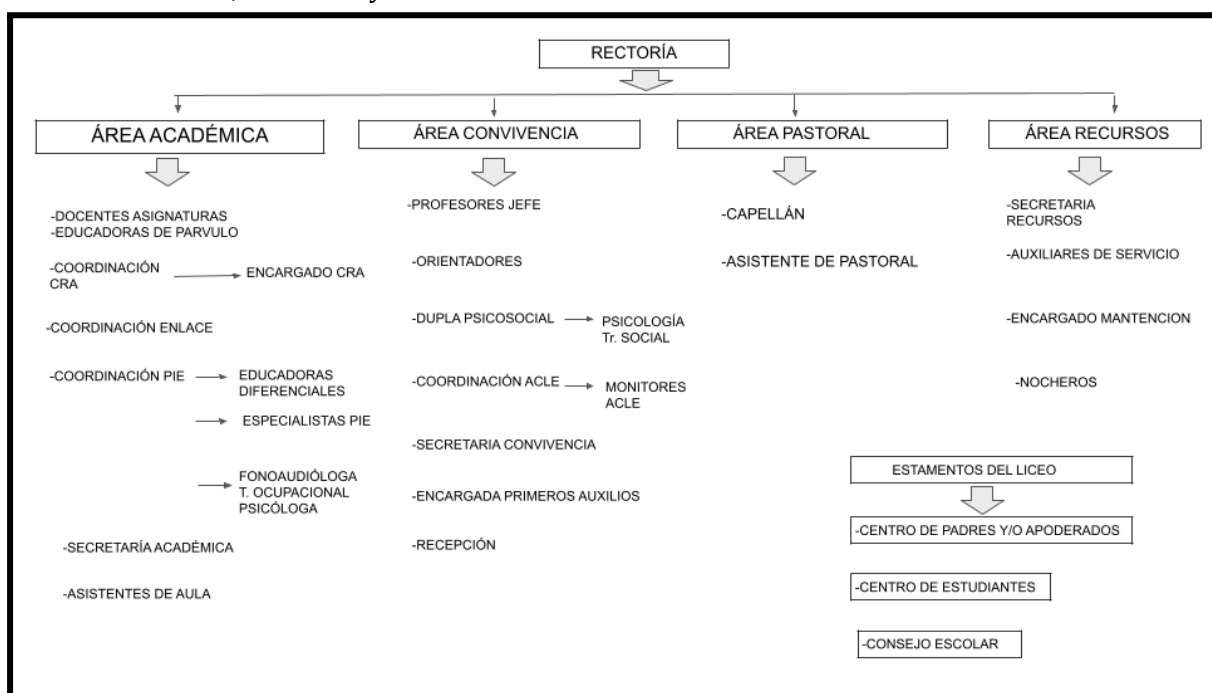 RECTORÍA
ÁREA ACADÉMICA
ÁREA CONVIVENCIA
ÁREA PASTORAL
ÁREA RECURSOS
-DOCENTES ASIGNATURAS
-EDUCADORAS DE PARVULO
-COORDINACIÓN
CRA
ENCARGADO CRA
-COORDINACIÓN ENLACE
-COORDINACIÓN PIE
EDUCADORAS
DIFERENCIALES
ESPECIALISTAS PIE
FONOAUDIÓLOGA
T. OCUPACIONAL
PSICÓLOGA
-SECRETARÍA ACADÉMICA
-ASISTENTES DE AULA
-PROFESORES JEFE
-ORIENTADORES
-DUPLA PSICOSOCIAL
PSICOLOGÍA
Tr. SOCIAL
-COORDINACIÓN ACLE
MONITORES
ACLE
-SECRETARIA CONVIVENCIA
-ENCARGADA PRIMEROS AUXILIOS
-RECEPCIÓN
-CAPELLÁN
-ASISTENTE DE PASTORAL
-SECRETARIA
RECURSOS
-AUXILIARES DE SERVICIO
-ENCARGADO MANTENCION
-NOCHEROS
ESTAMENTOS DEL LICEO
-CENTRO DE PADRES Y/O APODERADOS
-CENTRO DE ESTUDIANTES
-CONSEJO ESCOLAR